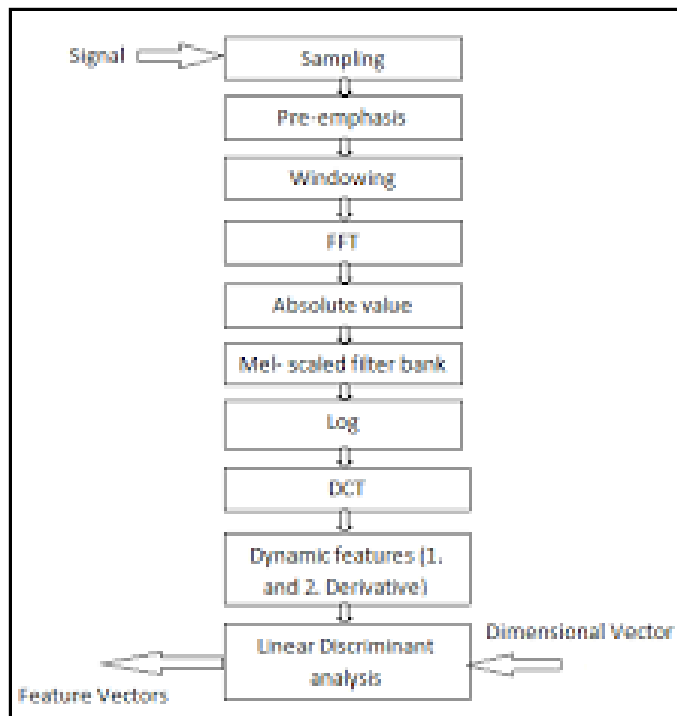 Signal
Sampling
Pre-emphasis
Windowing
FFT
Absolute value
Mel- scaled filter bank
Log
DCT
Dynamic features (1.
and 2. Derivative)
Linear Discriminant
analysis
Dimensional Vector
Feature Vectors